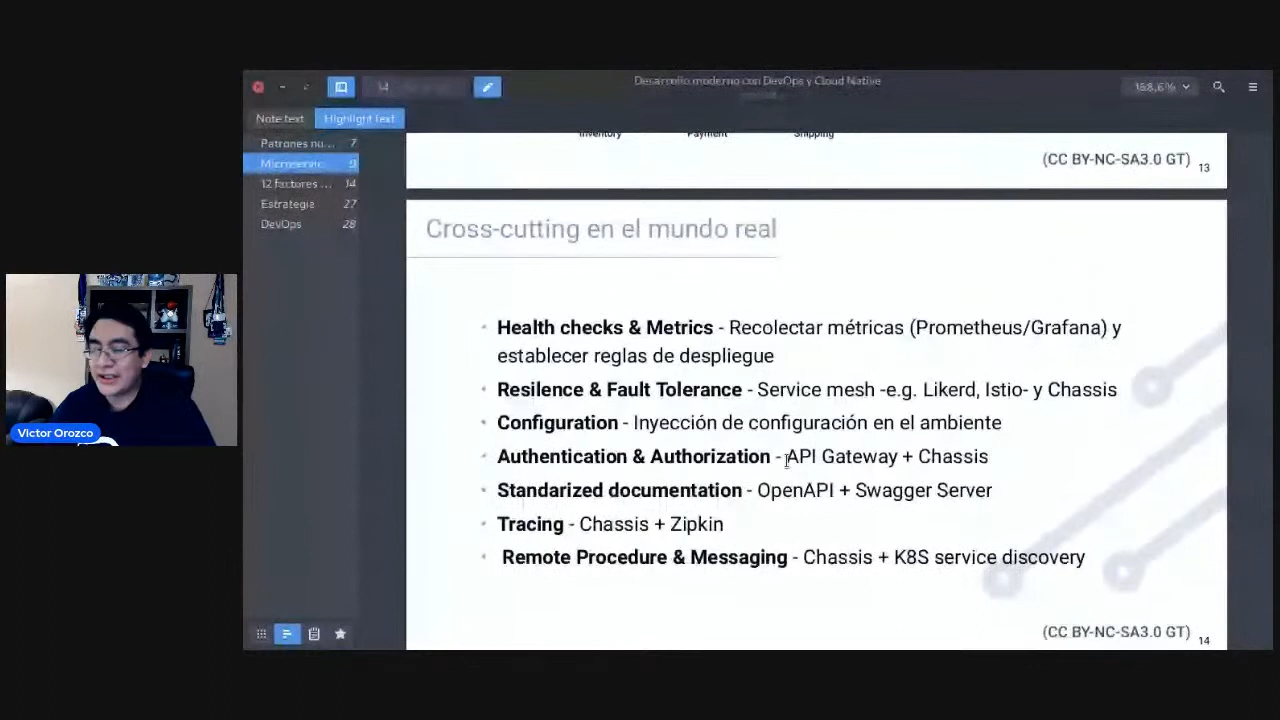 Desarrollo moderno con DevOps y Cloud Native
14
158,6%
Note text
Highlight text
Patrones nu... 7
Microservic... 9
12 factores ... 14
Estrategia 27
DevOps 28
Inventory Payment Shipping
(CC BY-NC-SA3.0 GT) 13
Cross-cutting en el mundo real
Health checks & Metrics - Recolectar métricas (Prometheus/Grafana) y
establecer reglas de despliegue
Resilence & Fault Tolerance - Service mesh -e.g. Likerd, Istio- y Chassis
Configuration - Inyección de configuración en el ambiente
Authentication & Authorization - API Gateway + Chassis
Standarized documentation - OpenAPI + Swagger Server
Tracing - Chassis + Zipkin
Remote Procedure & Messaging - Chassis + K8S service discovery
(CC BY-NC-SA3.0 GT) 14
Victor Orozco